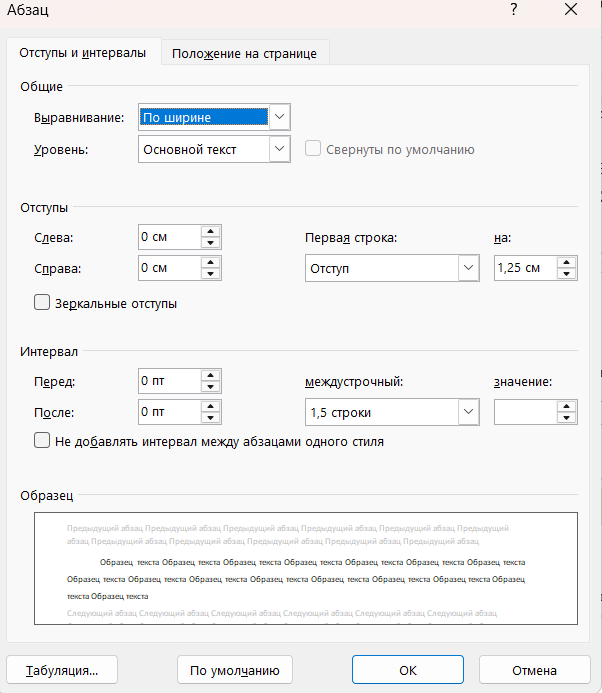 Абзац ?
Отступы и интервалы Положение на странице
Общие
Выравнивание: По ширине
Уровень: Основной текст Свернуты по умолчанию
Отступы
Слева: 0 см Первая строка: на:
Справа: 0 см Отступ 1,25 см
Зеркальные отступы
Интервал
Перед: 0 пт междустрочный: значение:
После: 0 пт 1,5 строки
Не добавлять интервал между абзацами одного стиля
Образец
Предыдущий абзац Предыдущий абзац Предыдущий абзац Предыдущий абзац Предыдущий абзац Предыдущий
абзац Предыдущий абзац Предыдущий абзац Предыдущий абзац Предыдущий абзац Предыдущий абзац
Образец текста Образец текста Образец текста Образец текста Образец текста Образец текста Образец текста
Образец текста Образец текста Образец текста Образец текста Образец текста Образец текста Образец текста Образец
текста Образец текста
Следующий абзац Следующий абзац Следующий абзац Следующий абзац Следующий абзац Следующий абзац
Табуляция... По умолчанию ОК Отмена